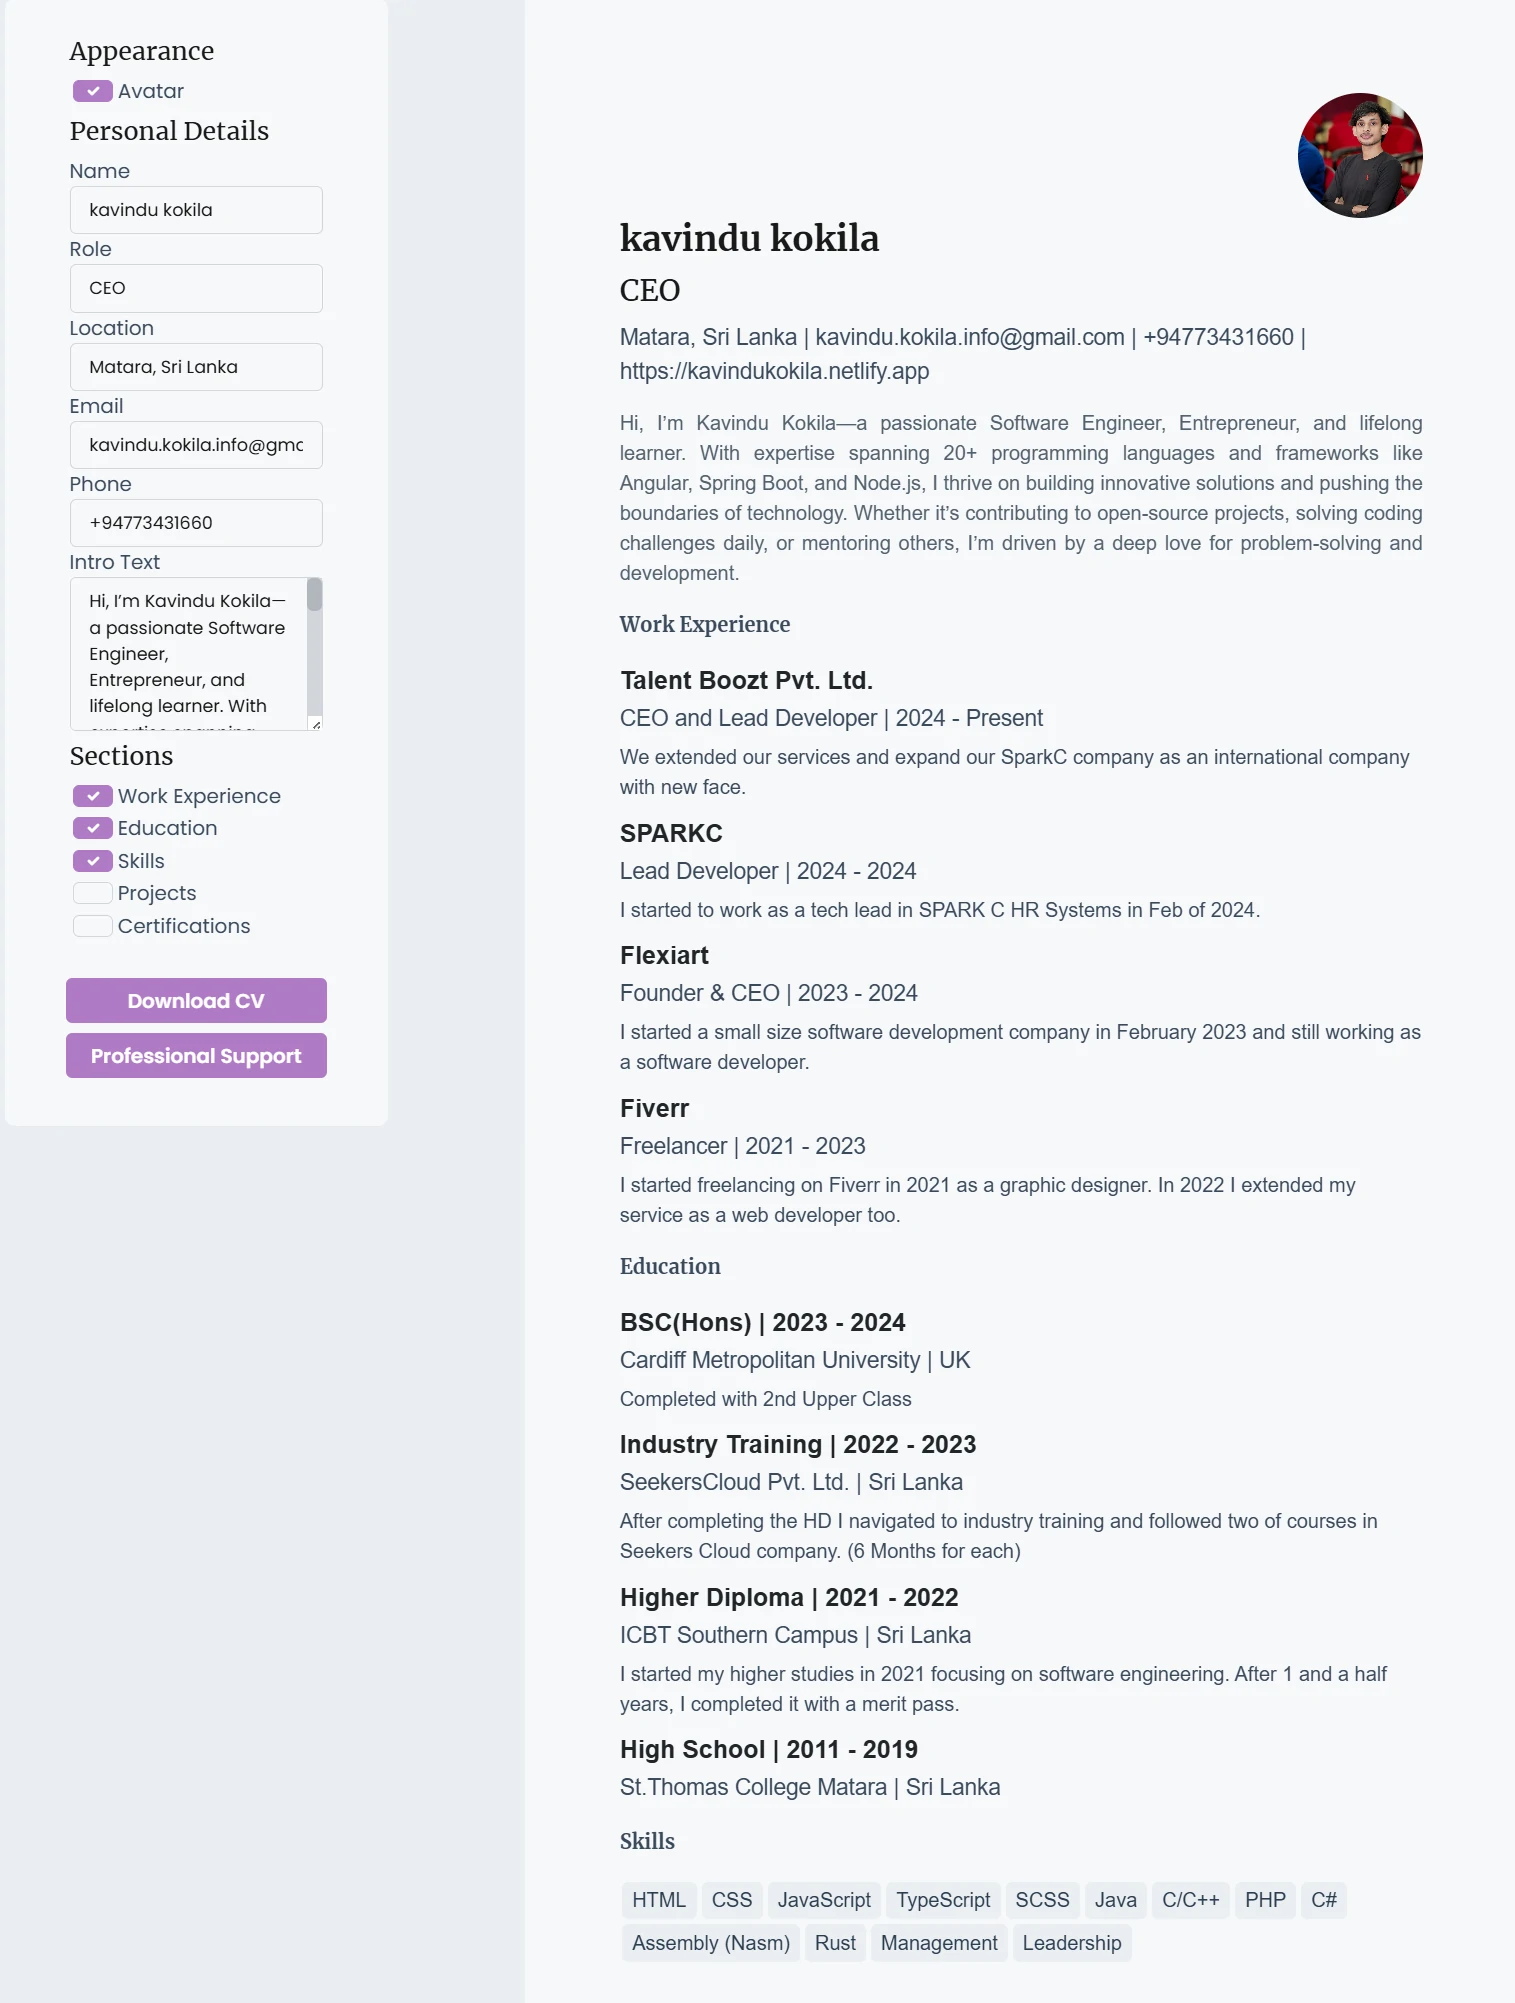 Appearance
Avatar
Personal Details
Name
kavindu kokila
Role
CEO
Location
Matara, Sri Lanka
Email
kavindu.kokila.info@gmc
Phone
+94773431660
Intro Text
Hi, I’m Kavindu Kokila—
a passionate Software
Engineer,
Entrepreneur, and
lifelong learner. With
expertise spanning
Sections
Work Experience
Education
Skills
Projects
Certifications
Download CV
Professional Support
kavindu kokila
CEO
Matara, Sri Lanka | kavindu.kokila.info@gmail.com | +94773431660 |
https://kavindukokila.netlify.app
Hi, I’m Kavindu Kokila—a passionate Software Engineer, Entrepreneur, and lifelong
learner. With expertise spanning 20+ programming languages and frameworks like
Angular, Spring Boot, and Node.js, I thrive on building innovative solutions and pushing the
boundaries of technology. Whether it’s contributing to open-source projects, solving coding
challenges daily, or mentoring others, I’m driven by a deep love for problem-solving and
development.
Work Experience
Talent Boozt Pvt. Ltd.
CEO and Lead Developer | 2024 - Present
We extended our services and expand our SparkC company as an international company
with new face.
SPARKC
Lead Developer | 2024 - 2024
I started to work as a tech lead in SPARK C HR Systems in Feb of 2024.
Flexiart
Founder & CEO | 2023 - 2024
I started a small size software development company in February 2023 and still working as
a software developer.
Fiverr
Freelancer | 2021 - 2023
I started freelancing on Fiverr in 2021 as a graphic designer. In 2022 I extended my
service as a web developer too.
Education
BSC(Hons) | 2023 - 2024
Cardiff Metropolitan University | UK
Completed with 2nd Upper Class
Industry Training | 2022 - 2023
SeekersCloud Pvt. Ltd. | Sri Lanka
After completing the HD I navigated to industry training and followed two of courses in
Seekers Cloud company. (6 Months for each)
Higher Diploma | 2021 - 2022
ICBT Southern Campus | Sri Lanka
I started my higher studies in 2021 focusing on software engineering. After 1 and a half
years, I completed it with a merit pass.
High School | 2011 - 2019
St.Thomas College Matara | Sri Lanka
Skills
HTML CSS JavaScript TypeScript SCSS Java C/C++ PHP C#
Assembly (Nasm) Rust Management Leadership